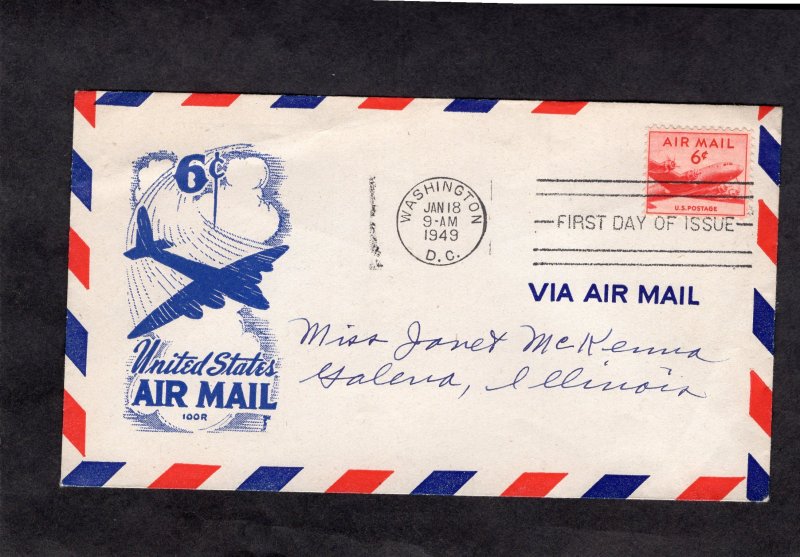 6¢
United States
AIR MAIL
100R
WASHINGTON
JAN 18
9-AM
1949
D.C.
AIR MAIL
6¢
U.S. POSTAGE
FIRST DAY OF ISSUE
VIA AIR MAIL
Miss Janet McKenna
Galena, Illinois